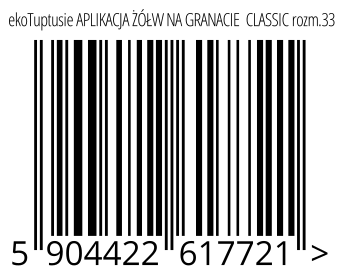 ekoTuptusie APLIKACJA ŻÓŁW NA GRANACIE  CLASSIC rozm.33
5 904422 617721 >